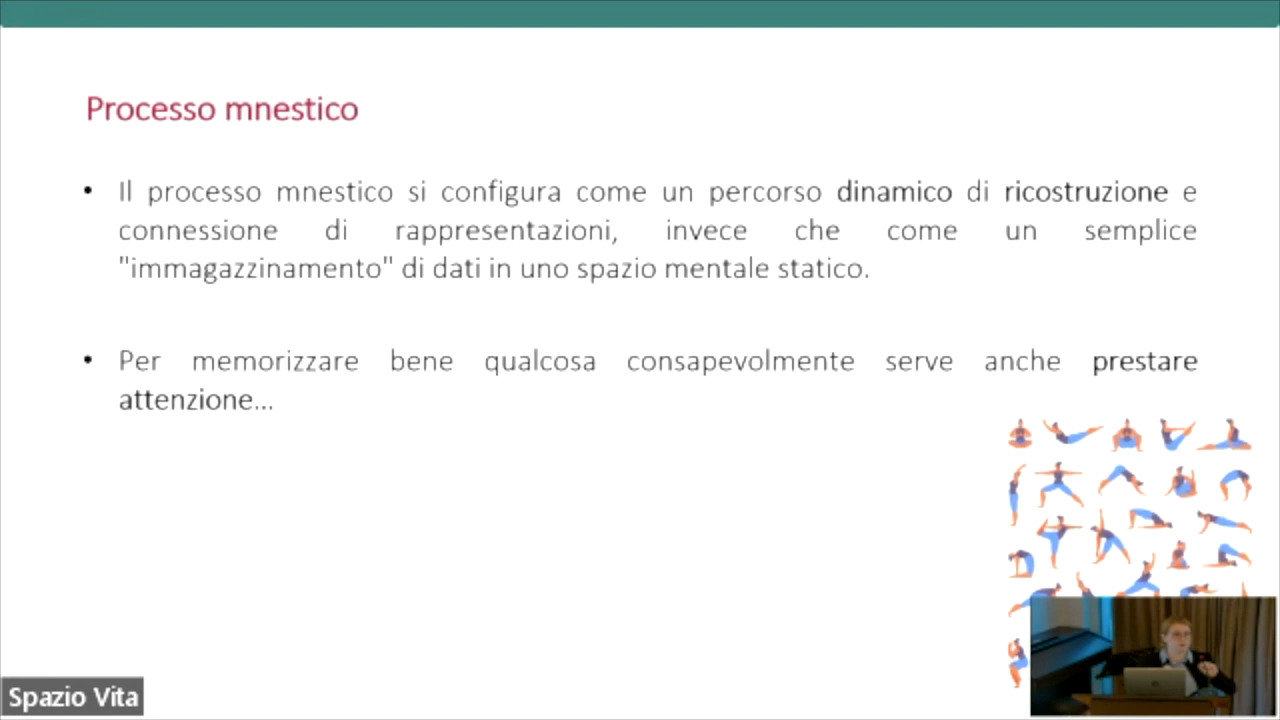 Processo mnestico
• Il processo mnestico si configura come un percorso dinamico di ricostruzione e
connessione di rappresentazioni, invece che come un semplice
"immagazzinamento" di dati in uno spazio mentale statico.
• Per memorizzare bene qualcosa consapevolmente serve anche prestare
attenzione...
Spazio Vita